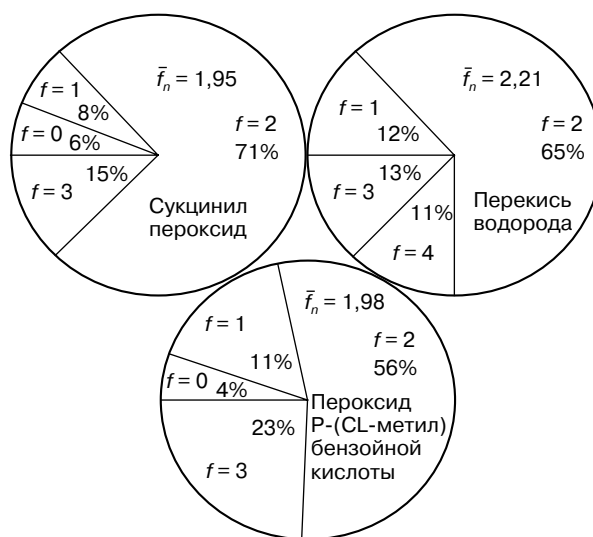 f̄n = 1,95
f = 1
8%
f = 0
6%
f = 2
71%
15%
f = 3
Сукцинил
пероксид
f̄n = 2,21
f = 1
12%
f = 2
65%
13%
f = 3
11%
f = 4
Перекись
водорода
f̄n = 1,98
f = 1
11%
f = 2
56%
f = 0
4%
23%
f = 3
Пероксид
P-(CL-метил)
бензойной
кислоты